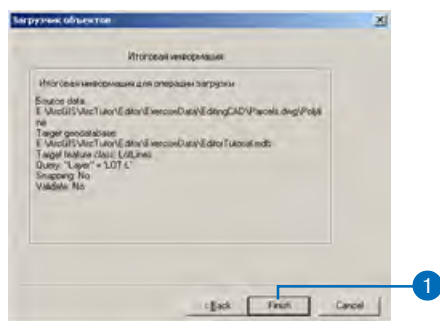 Загрузчик объектов
Итоговая информация
Итоговая информация для операции загрузки
Source data:
E:\ArcGIS\ArcTutor\Editor\ExerciseData\EditingCAD\Parcels.dwg\Polyli
ne
Target geodatabase:
E:\ArcGIS\ArcTutor\Editor\ExerciseData\EditorTutorial.mdb
Target feature class: LotLines
Query: "Layer" = 'LOT-L'
Snapping: No
Validate: No
< Back
Finish
Cancel
1